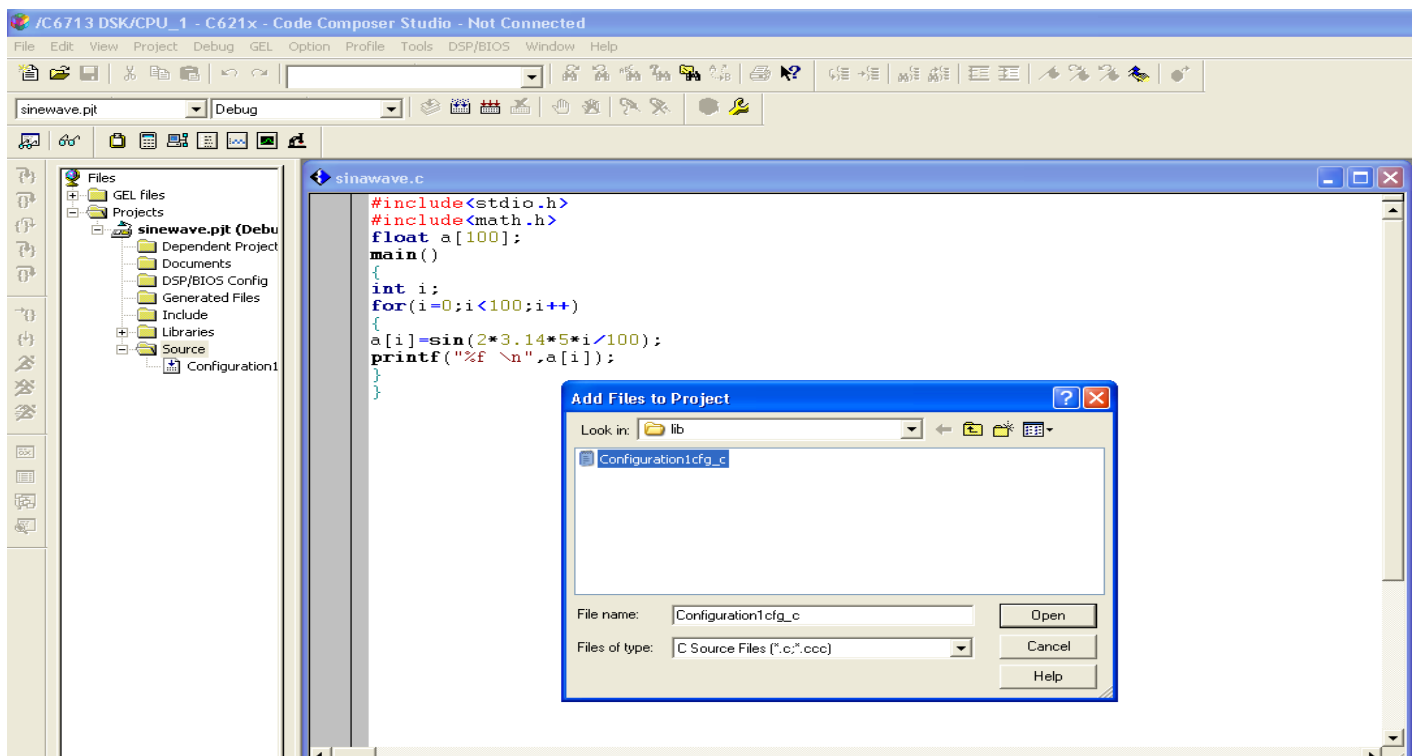 /C6713 DSK/CPU_1 - C621x - Code Composer Studio - Not Connected
File Edit View Project Debug GEL Option Profile Tools DSP/BIOS Window Help
sinewave.pjt Debug
Files
GEL files
Projects
sinewave.pjt (Debu
Dependent Project
Documents
DSP/BIOS Config
Generated Files
Include
Libraries
Source
Configuration1
sinawave.c
#include<stdio.h>
#include<math.h>
float a[100];
main()
{
int i;
for(i=0;i<100;i++)
{
a[i]=sin(2*3.14*5*i/100);
printf("%f \n",a[i]);
}
}
Add Files to Project
Look in: lib
Configuration1cfg_c
File name: Configuration1cfg_c Open
Files of type: C Source Files (*.c;*.ccc) Cancel
Help